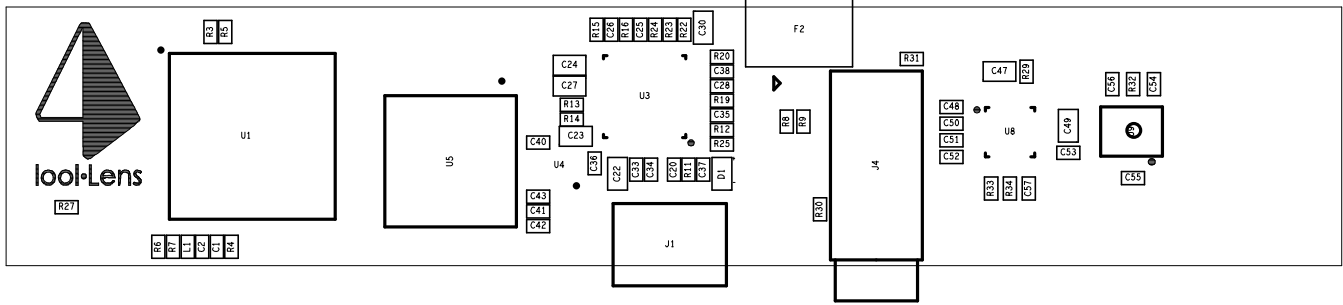 R3
R5
lool·Lens
R27
U1
R6
R7
L1
C2
C1
R4
U5
C40
U4
C43
C41
C42
R15
C26
R16
C25
R24
R23
R22
C30
C24
C27
R13
R14
C23
U3
R20
C38
C28
R19
C35
R12
R25
C36
C22
C33
C34
C20
R11
C37
D1
J1
F2
R8
R9
R31
J4
R30
C48
C50
C51
C52
C47
R29
U8
C49
C53
R33
R34
C57
C56
R32
C54
U9
C55